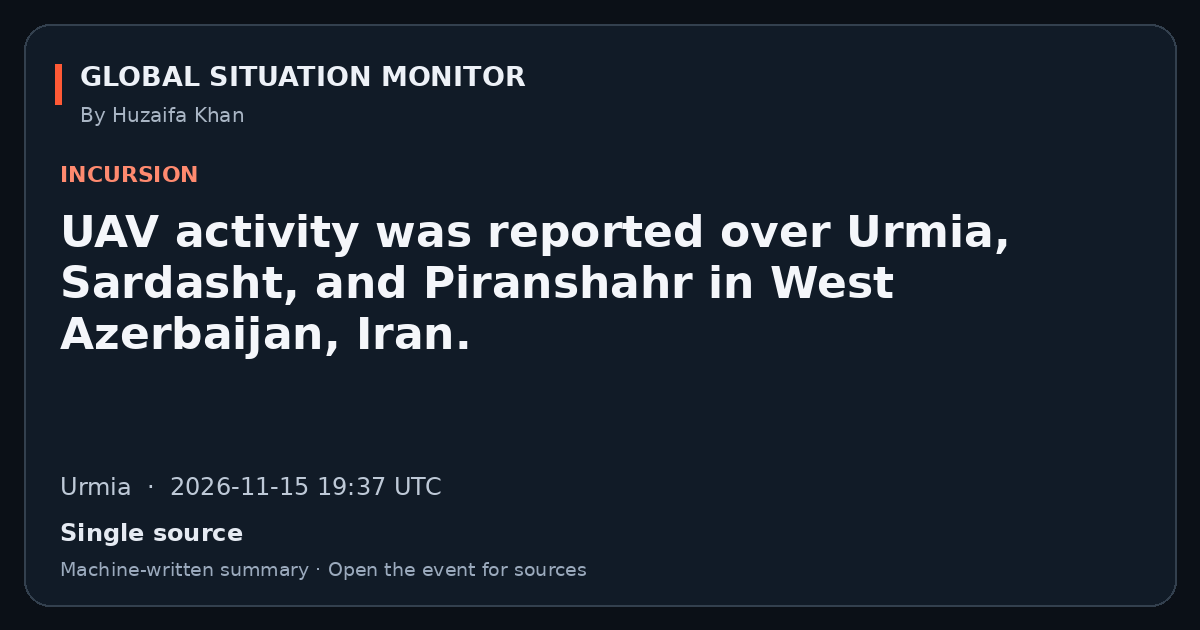 GLOBAL SITUATION MONITOR
By Huzaifa Khan
INCURSION
UAV activity was reported over Urmia,
Sardasht, and Piranshahr in West
Azerbaijan, Iran.
Urmia · 2026-11-15 19:37 UTC
Single source
Machine-written summary · Open the event for sources